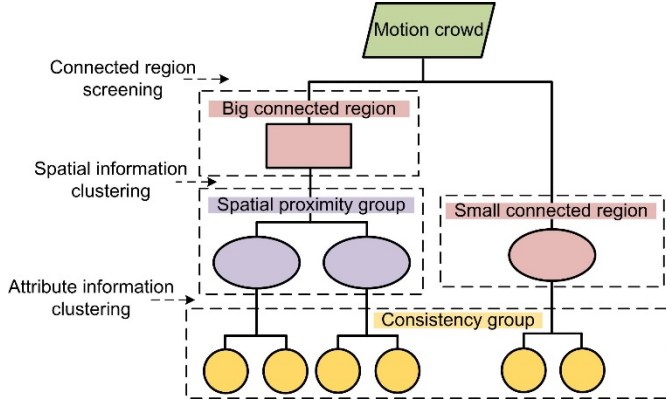 Motion crowd
Connected region
screening
Big connected region
Spatial information
clustering
Spatial proximity group
Small connected region
Attribute information
clustering
Consistency group